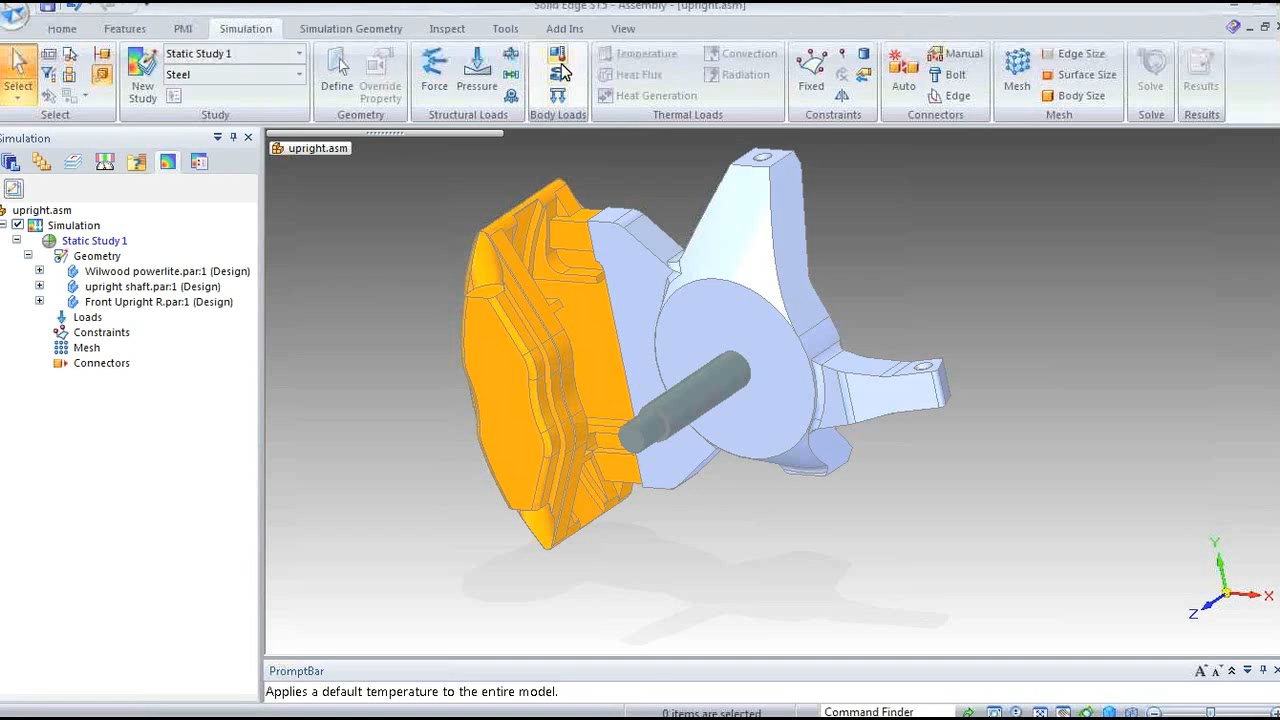 Solid Edge ST5 - Assembly - [upright.asm]
Home Features PMI Simulation Simulation Geometry Inspect Tools Add Ins View
Select
Select
New Study
Static Study 1
Steel
Study
Define
Override Property
Geometry
Force
Pressure
Structural Loads
Body Loads
Temperature
Convection
Heat Flux
Radiation
Heat Generation
Thermal Loads
Fixed
Constraints
Auto
Manual
Bolt
Edge
Connectors
Mesh
Edge Size
Surface Size
Body Size
Mesh
Solve
Solve
Results
Results
Simulation
upright.asm
Simulation
Static Study 1
Geometry
Wilwood powerlite.par:1 (Design)
upright shaft.par:1 (Design)
Front Upright R.par:1 (Design)
Loads
Constraints
Mesh
Connectors
upright.asm
Y
X
Z
PromptBar
Applies a default temperature to the entire model.
0 items are selected
Command Finder